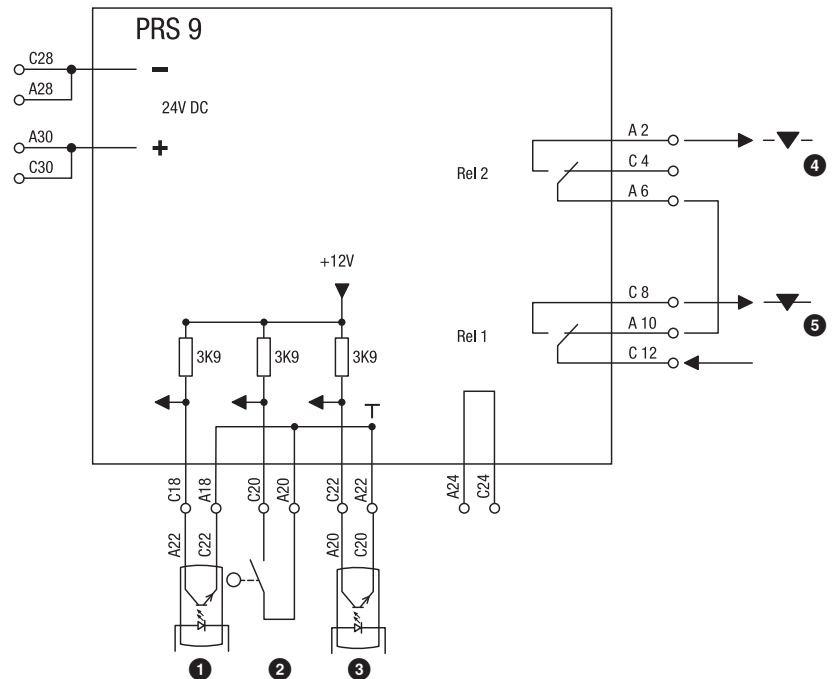 PRS 9
C28
A28
24V DC
A30
C30
− 
+
A 2
C 4
Rel 2
A 6
4
+12V
C 8
A 10
Rel 1
C 12
5
3K9 3K9 3K9
C18 A18 C20 A20 C22 A22 A24 C24
A22 C22 A20 C20
1 2 3